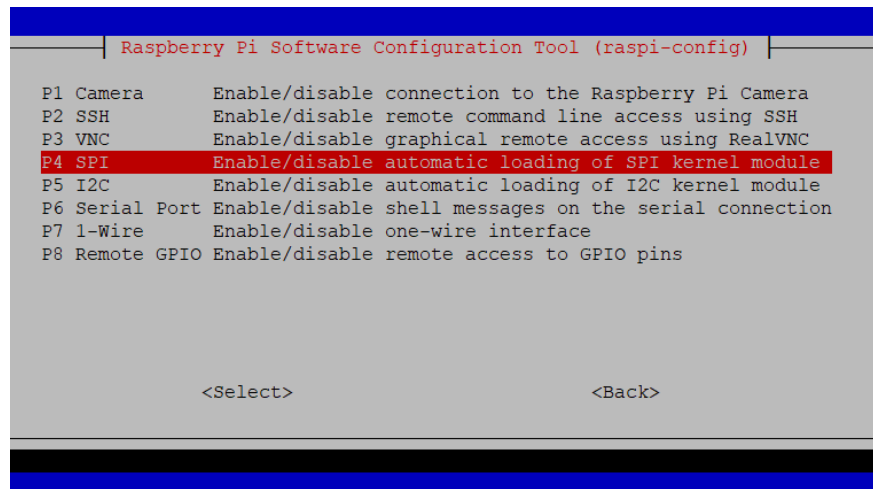 Raspberry Pi Software Configuration Tool (raspi-config)
P1 Camera Enable/disable connection to the Raspberry Pi Camera
P2 SSH Enable/disable remote command line access using SSH
P3 VNC Enable/disable graphical remote access using RealVNC
P4 SPI Enable/disable automatic loading of SPI kernel module
P5 I2C Enable/disable automatic loading of I2C kernel module
P6 Serial Port Enable/disable shell messages on the serial connection
P7 1-Wire Enable/disable one-wire interface
P8 Remote GPIO Enable/disable remote access to GPIO pins
<Select> <Back>